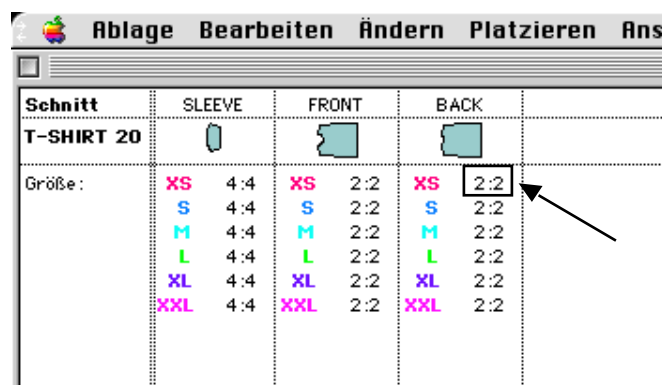 Ablage Bearbeiten Ändern Platzieren Ans
Schnitt SLEEVE FRONT BACK
T-SHIRT 20
Größe: XS 4:4 XS 2:2 XS 2:2
S 4:4 S 2:2 S 2:2
M 4:4 M 2:2 M 2:2
L 4:4 L 2:2 L 2:2
XL 4:4 XL 2:2 XL 2:2
XXL 4:4 XXL 2:2 XXL 2:2